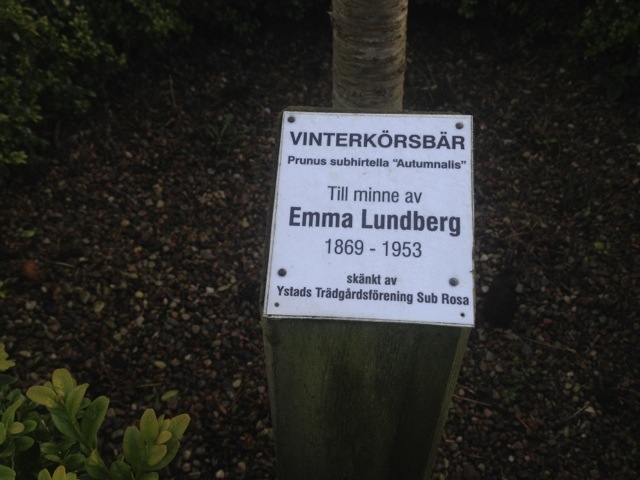 VINTERKÖRSBÄR
Prunus subhirtella "Autumnalis"
Till minne av
Emma Lundberg
1869 - 1953
skänkt av
Ystads Trädgårdsförening Sub Rosa